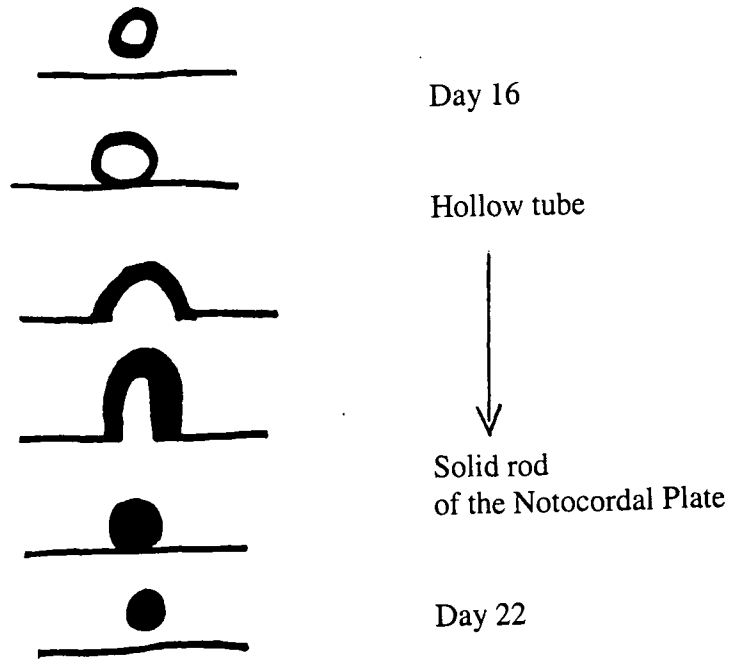 Day 16
Hollow tube
Solid rod
of the Notocordal Plate
Day 22